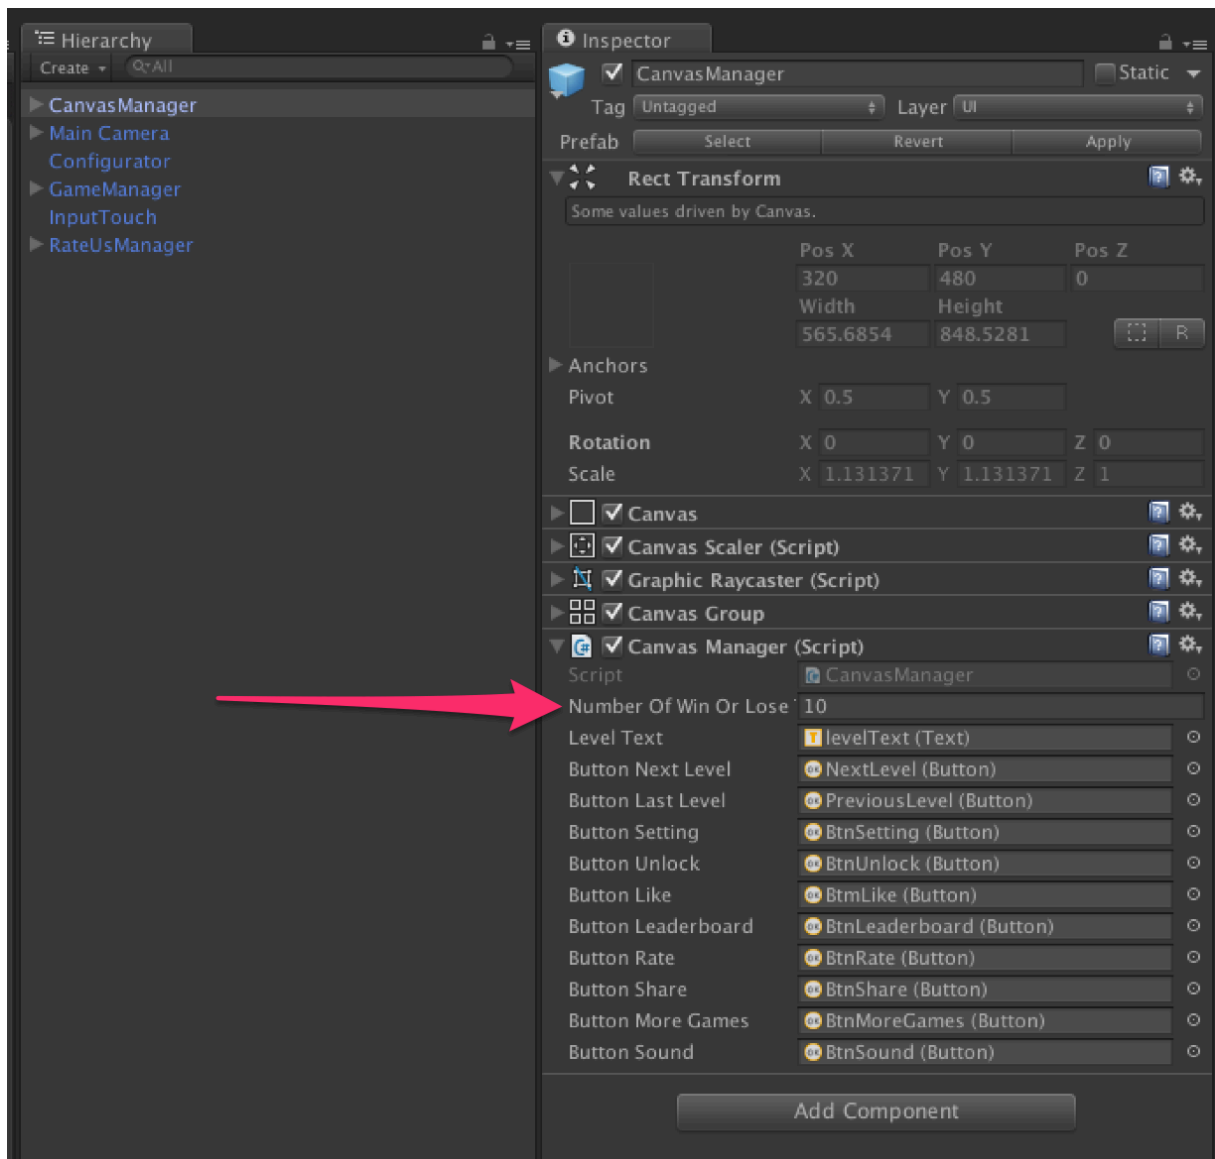 Hierarchy
Create
All
CanvasManager
Main Camera
Configurator
GameManager
InputTouch
RateUsManager
Inspector
CanvasManager Static
Tag Untagged Layer UI
Prefab Select Revert Apply
Rect Transform
Some values driven by Canvas.
Pos X Pos Y Pos Z
320 480 0
Width Height
565.6854 848.5281
R
Anchors
Pivot X 0.5 Y 0.5
Rotation X 0 Y 0 Z 0
Scale X 1.131371 Y 1.131371 Z 1
Canvas
Canvas Scaler (Script)
Graphic Raycaster (Script)
Canvas Group
Canvas Manager (Script)
Script CanvasManager
Number Of Win Or Lose 10
Level Text levelText (Text)
Button Next Level NextLevel (Button)
Button Last Level PreviousLevel (Button)
Button Setting BtnSetting (Button)
Button Unlock BtnUnlock (Button)
Button Like BtmLike (Button)
Button Leaderboard BtnLeaderboard (Button)
Button Rate BtnRate (Button)
Button Share BtnShare (Button)
Button More Games BtnMoreGames (Button)
Button Sound BtnSound (Button)
Add Component